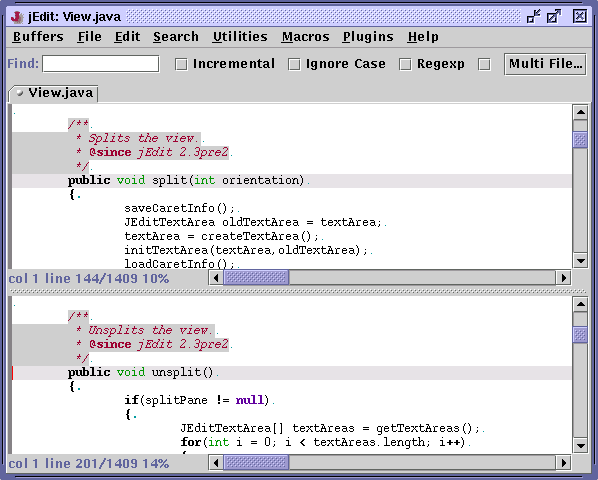 jEdit: View.java
Buffers File Edit Search Utilities Macros Plugins Help
Find: Incremental Ignore Case Regexp Multi File...
View.java
/**.
* Splits the view..
* @since jEdit 2.3pre2.
*/.
public void split(int orientation).
{.
saveCaretInfo();.
JEditTextArea oldTextArea = textArea;.
textArea = createTextArea();.
initTextArea(textArea,oldTextArea);.
loadCaretInfo();.
col 1 line 144/1409 10%
/**.
* Unsplits the view..
* @since jEdit 2.3pre2.
*/.
public void unsplit().
{.
if(splitPane != null).
{.
JEditTextArea[] textAreas = getTextAreas();.
for(int i = 0; i < textAreas.length; i++).
{
col 1 line 201/1409 14%